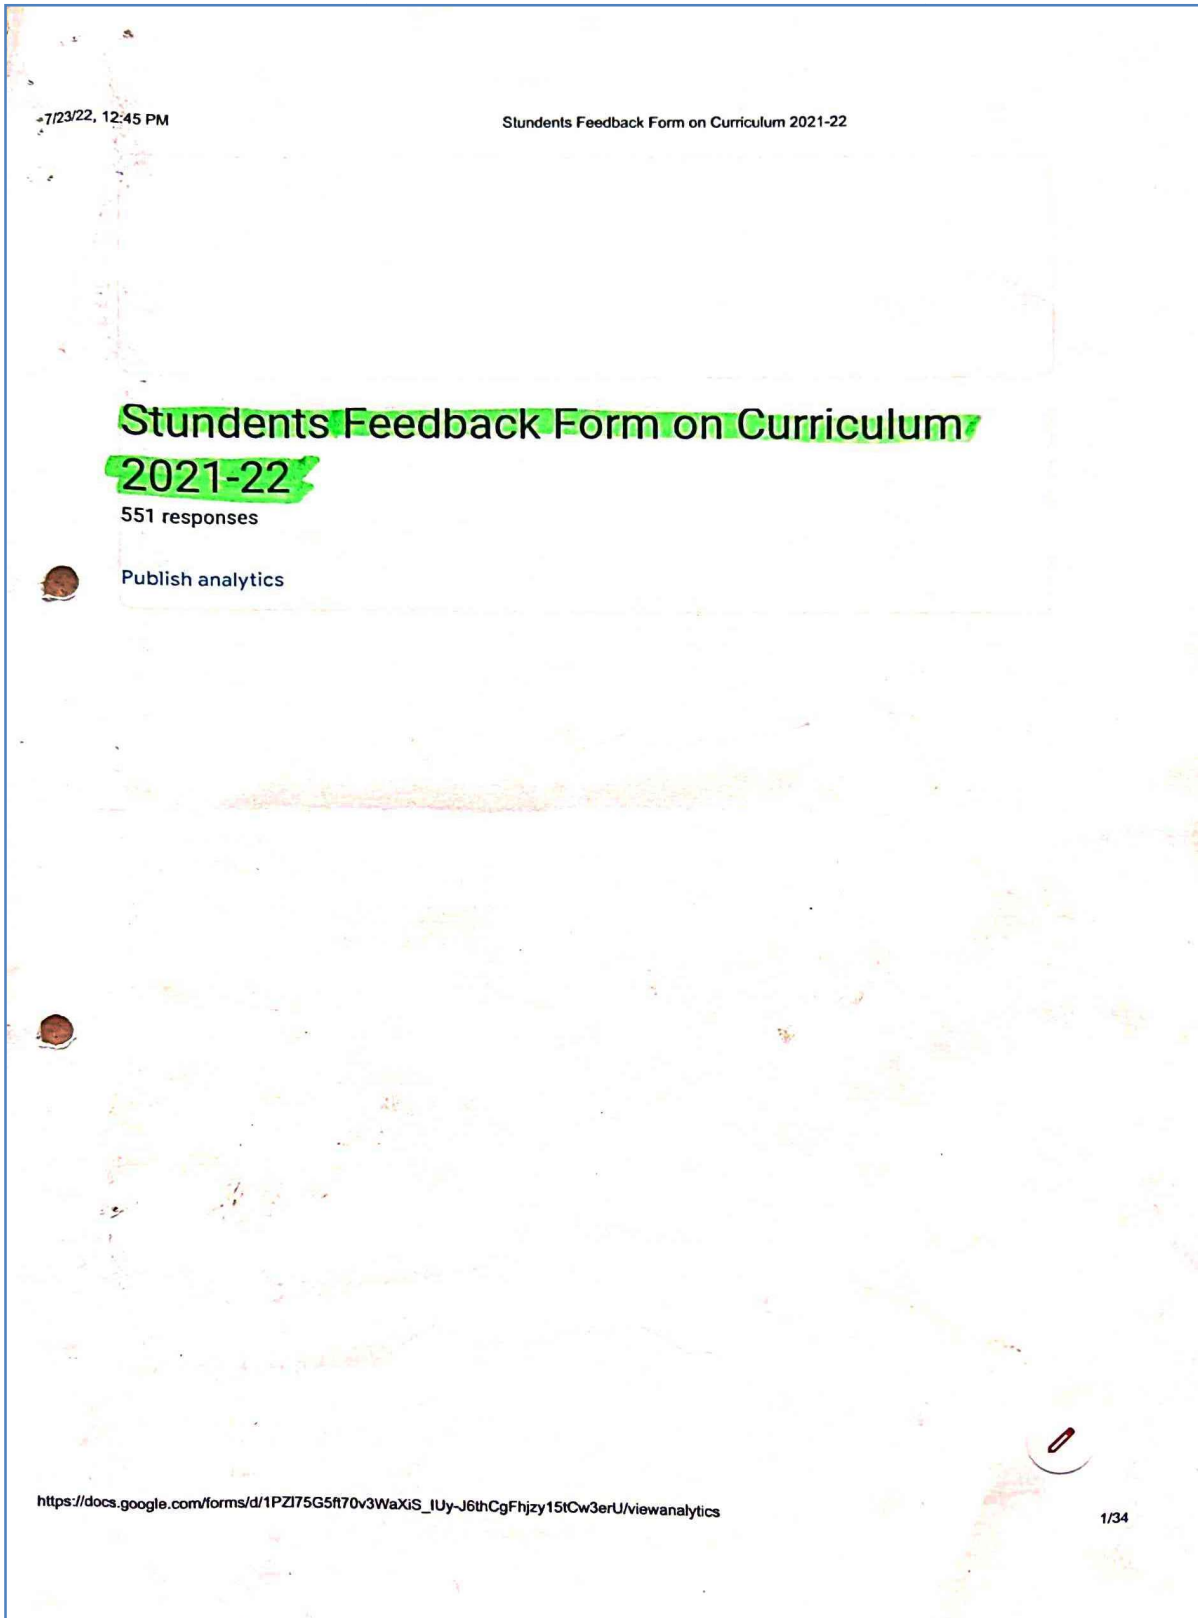 7/23/22, 12:45 PM
Stundents Feedback Form on Curriculum 2021-22
Stundents Feedback Form on Curriculum
2021-22
551 responses
Publish analytics
https://docs.google.com/forms/d/1PZl75G5ft70v3WaXiS_IUy-J6thCgFhjzy15tCw3erU/viewanalytics
1/34